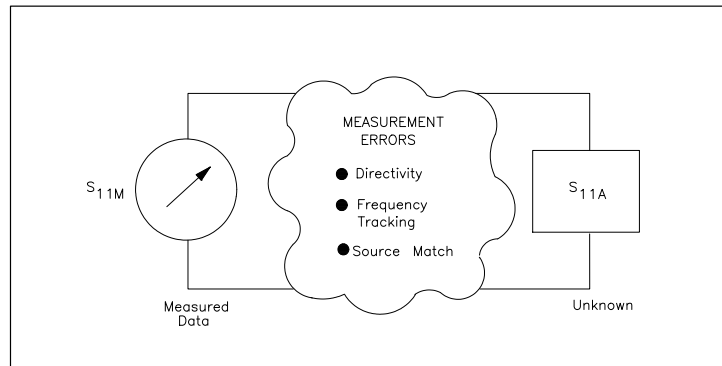 MEASUREMENT
ERRORS
● Directivity
● Frequency
Tracking
● Source Match
S11M
S11A
Measured
Data
Unknown